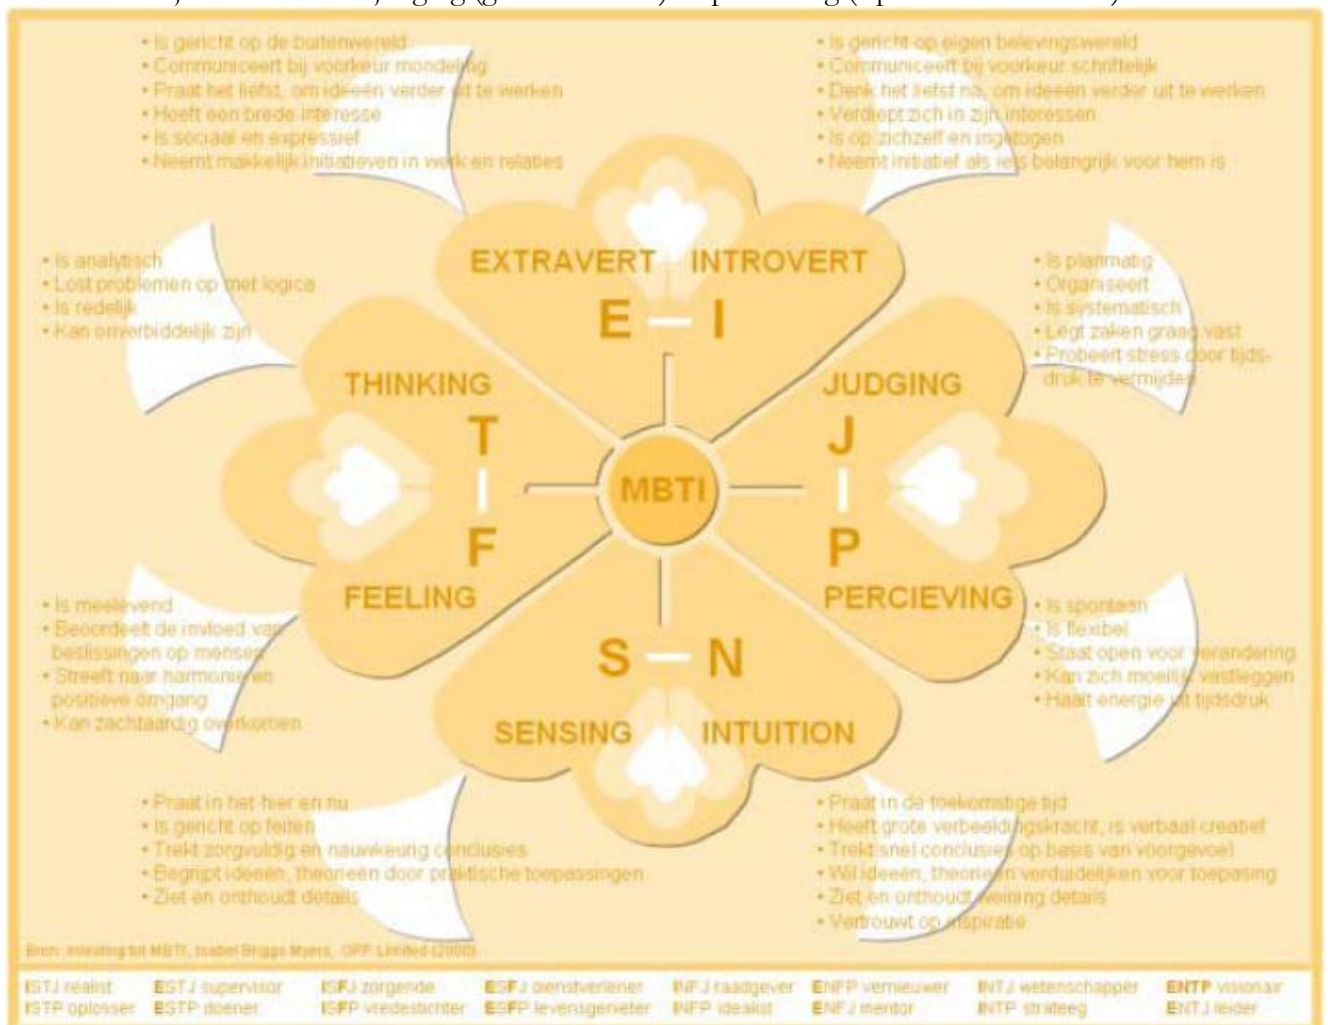 • Is gericht op de buitenwereld
• Communiceert bij voorkeur mondeling
• Praat het liefst, om ideeën verder uit te werken
• Heeft een brede interesse
• Is sociaal en expressief
• Neemt makkelijk initiatieven in werk en relaties
• Is gericht op eigen belevingswereld
• Communiceert bij voorkeur schriftelijk
• Denk het liefst na, om ideeën verder uit te werken
• Verdiept zich in zijn interessen
• Is op zichzelf en ingetogen
• Neemt initiatief als iets belangrijk voor hem is
EXTRAVERT INTROVERT
E – I
• Is analytisch
• Lost problemen op met logica
• Is redelijk
• Kan onverbiddelijk zijn
• Is planmatig
• Organiseert
• Is systematisch
• Legt zaken graag vast
• Probeert stress door tijds-
druk te vermijden
THINKING
T
F
FEELING
MBTI
JUDGING
J
P
PERCIEVING
• Is meelevend
• Beoordeelt de invloed van
beslissingen op mensen
• Streeft naar harmonie en
positieve omgang
• Kan zachtaardig overkomen
• Is spontaan
• Is flexibel
• Staat open voor verandering
• Kan zich moeilijk vastleggen
• Haalt energie uit tijdsdruk
S – N
SENSING INTUITION
• Praat in het hier en nu
• Is gericht op feiten
• Trekt zorgvuldig en nauwkeurig conclusies
• Begrijpt ideeën, theorieën door praktische toepassingen
• Ziet en onthoudt details
• Praat in de toekomstige tijd
• Heeft grote verbeeldingskracht, is verbaal creatief
• Trekt snel conclusies op basis van voorgevoel
• Wil ideeën, theorieën verduidelijken voor toepasing
• Ziet en onthoudt weining details
• Vertrouwt op inspiratie
Bron: Inleiding tot MBTI, Isabel Briggs Myers, OPP Limited (2000)
ISTJ realist ESTJ supervisor ISFJ zorgende ESFJ dienstverlener INFJ raadgever ENFP vernieuwer INTJ wetenschapper ENTP visionair
ISTP oplosser ESTP doener ISFP vredestichter ESFP levensgenieter INFP idealist ENFJ mentor INTP strateeg ENTJ leider